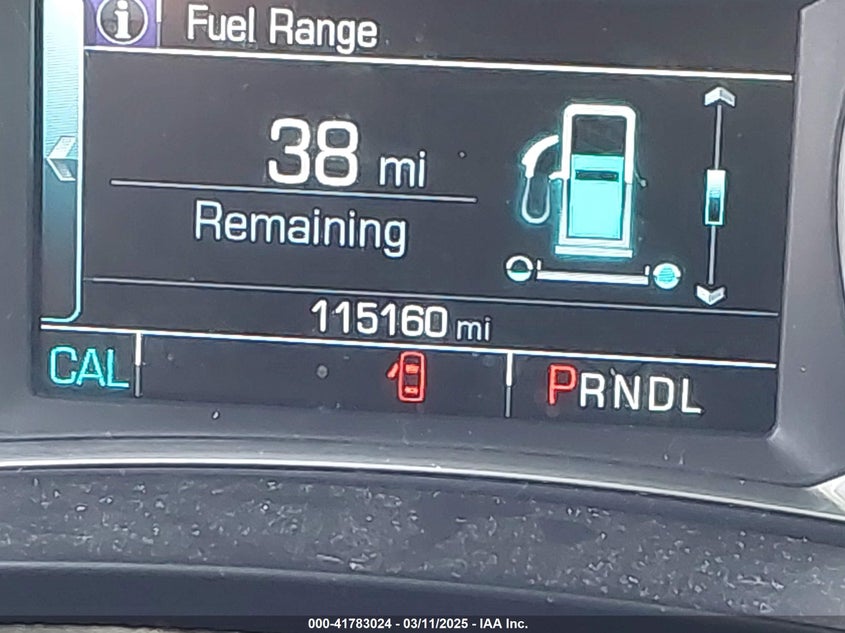 Fuel Range
38 mi
Remaining
115160 mi
CAL
PRNDL
000-41783024 - 03/11/2025 - IAA Inc.